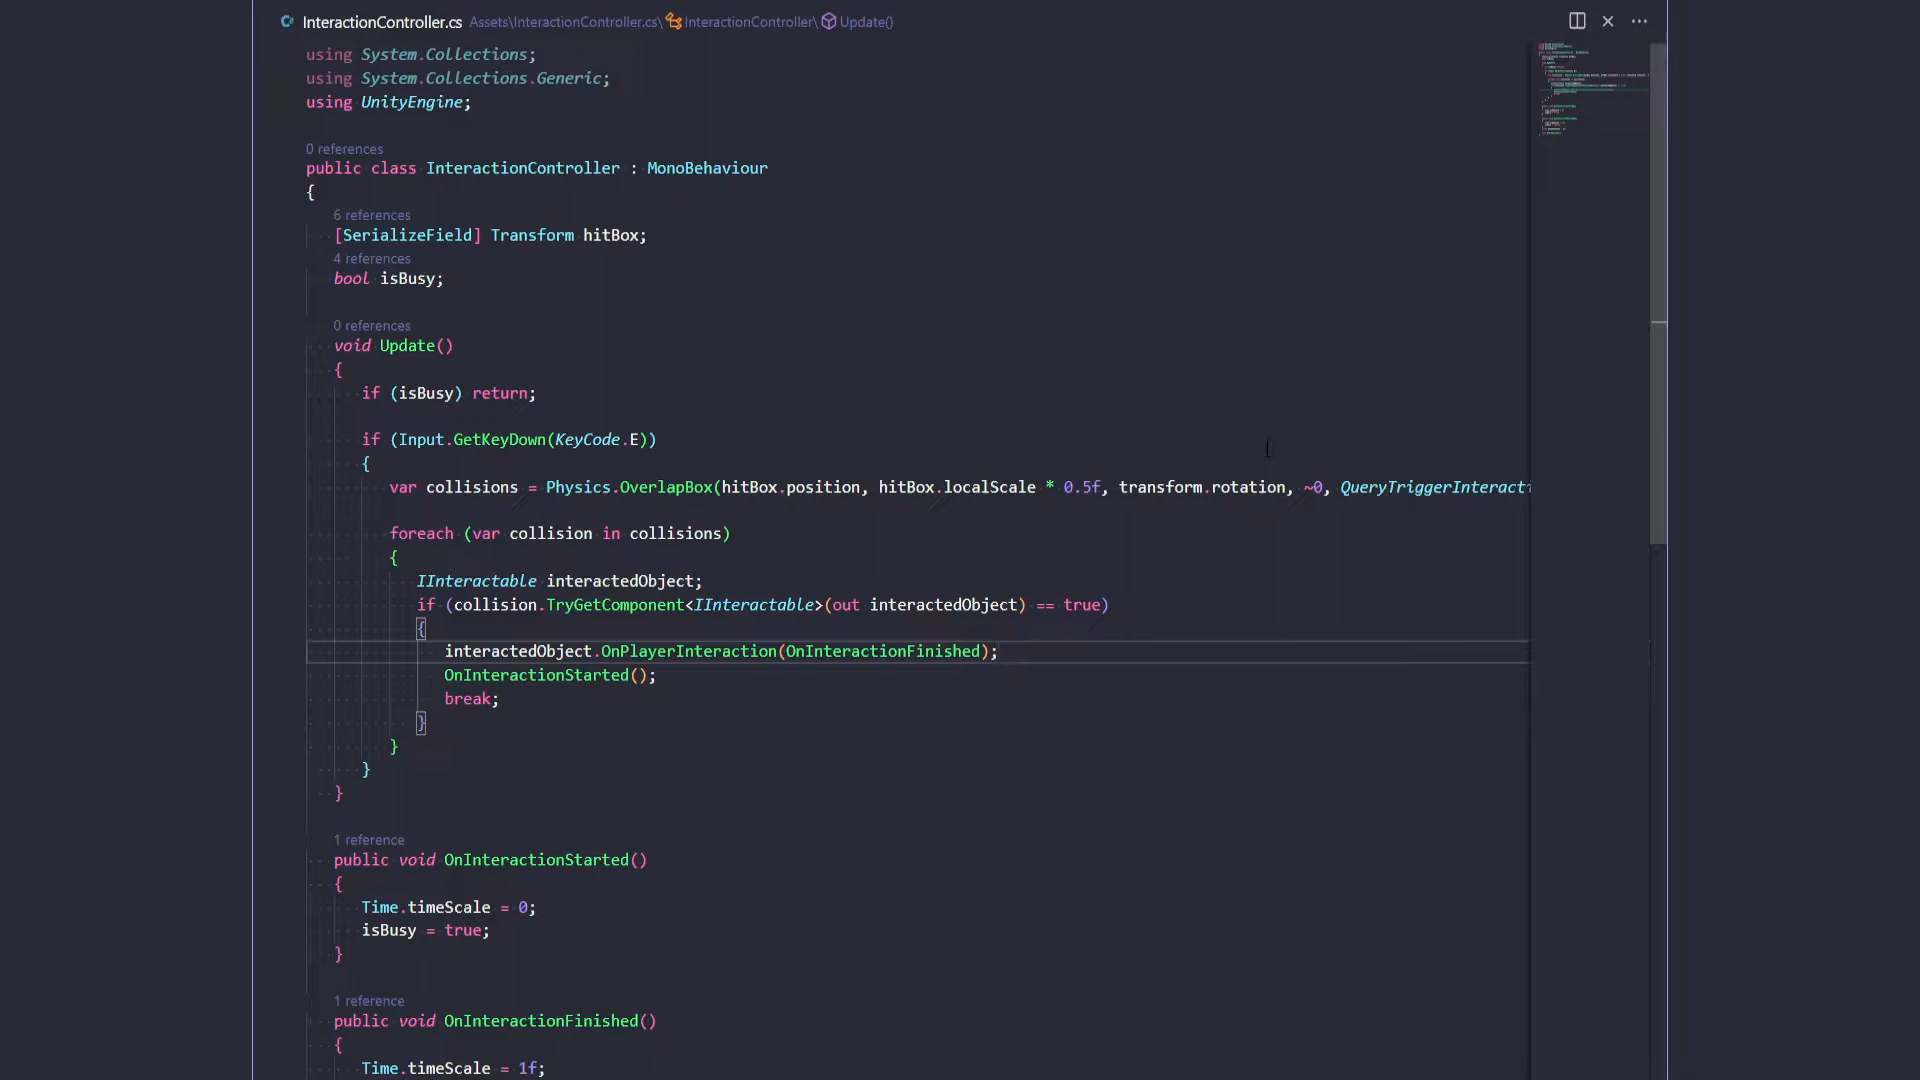 InteractionController.cs Assets\InteractionController.cs\InteractionController\Update()
using System.Collections;
using System.Collections.Generic;
using UnityEngine;
0 references
public class InteractionController : MonoBehaviour
{
6 references
[SerializeField] Transform hitBox;
4 references
bool isBusy;
0 references
void Update()
{
if (isBusy) return;
if (Input.GetKeyDown(KeyCode.E))
{
var collisions = Physics.OverlapBox(hitBox.position, hitBox.localScale * 0.5f, transform.rotation, ~0, QueryTriggerInteracti
foreach (var collision in collisions)
{
IInteractable interactedObject;
if (collision.TryGetComponent<IInteractable>(out interactedObject) == true)
{
interactedObject.OnPlayerInteraction(OnInteractionFinished);
OnInteractionStarted();
break;
}
}
}
}
1 reference
public void OnInteractionStarted()
{
Time.timeScale = 0;
isBusy = true;
}
1 reference
public void OnInteractionFinished()
{
Time.timeScale = 1f;